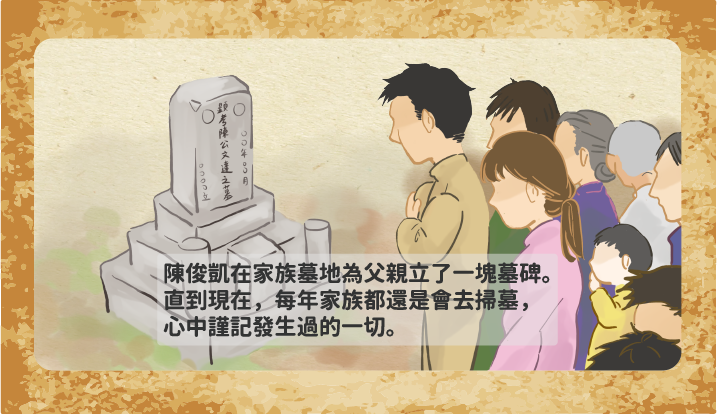 顯考陳公文達之墓
○○年○○月
○○○○立
陳俊凱在家族墓地為父親立了一塊墓碑。
直到現在，每年家族都還是會去掃墓，
心中謹記發生過的一切。